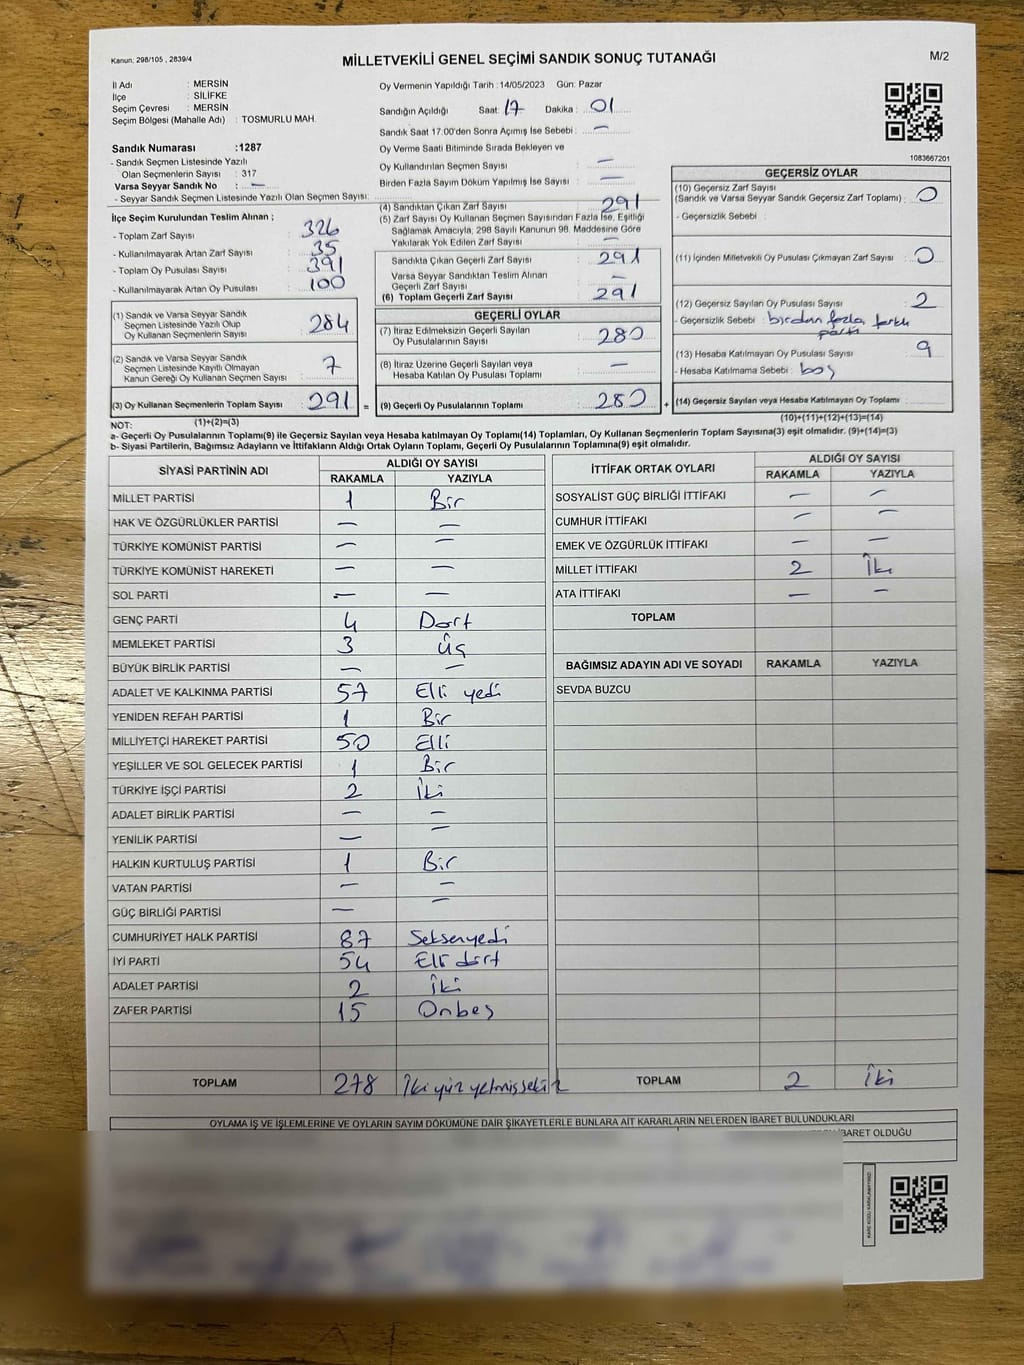 Kanun: 298/105 , 2839/4
MİLLETVEKİLİ GENEL SEÇİMİ SANDIK SONUÇ TUTANAĞI
M/2
İl Adı : MERSİN
İlçe : SİLİFKE
Seçim Çevresi : MERSİN
Seçim Bölgesi (Mahalle Adı) : TOSMURLU MAH.
Sandık Numarası :1287
- Sandık Seçmen Listesinde Yazılı
Olan Seçmenlerin Sayısı : 317
Varsa Seyyar Sandık No : —
- Seyyar Sandık Seçmen Listesinde Yazılı Olan Seçmen Sayısı:
Oy Vermenin Yapıldığı Tarih :14/05/2023 Gün: Pazar
Sandığın Açıldığı Saat: 17 Dakika : 01
Sandık Saat 17.00'den Sonra Açımış İse Sebebi : —
Oy Verme Saati Bitiminde Sırada Bekleyen ve
Oy Kullandırılan Seçmen Sayısı —
Birden Fazla Sayım Döküm Yapılmış İse Sayısı —
1083667201
İlçe Seçim Kurulundan Teslim Alınan ;
- Toplam Zarf Sayısı : 326
- Kullanılmayarak Artan Zarf Sayısı : 35
- Toplam Oy Pusulası Sayısı : 391
- Kullanılmayarak Artan Oy Pusulası : 100
(1) Sandık ve Varsa Seyyar Sandık
Seçmen Listesinde Yazılı Olup
Oy Kullanan Seçmenlerin Sayısı : 284
(2) Sandık ve Varsa Seyyar Sandık
Seçmen Listesinde Kayıtlı Olmayan
Kanun Gereği Oy Kullanan Seçmen Sayısı : 7
(3) Oy Kullanan Seçmenlerin Toplam Sayısı : 291 =
(4) Sandıktan Çıkan Zarf Sayısı : 291
(5) Zarf Sayısı Oy Kullanan Seçmen Sayısından Fazla İse, Eşitliği
Sağlamak Amacıyla, 298 Sayılı Kanunun 98. Maddesine Göre
Yakılarak Yok Edilen Zarf Sayısı : —
Sandıkta Çıkan Geçerli Zarf Sayısı : 291
Varsa Seyyar Sandıktan Teslim Alınan
Geçerli Zarf Sayısı : —
(6) Toplam Geçerli Zarf Sayısı : 291
GEÇERLİ OYLAR
(7) İtiraz Edilmeksizin Geçerli Sayılan
Oy Pusulalarının Sayısı : 280
(8) İtiraz Üzerine Geçerli Sayılan veya
Hesaba Katılan Oy Pusulası Toplamı : —
(9) Geçerli Oy Pusulalarının Toplamı : 280 +
GEÇERSİZ OYLAR
(10) Geçersiz Zarf Sayısı
(Sandık ve Varsa Seyyar Sandık Geçersiz Zarf Toplamı) : 0
- Geçersizlik Sebebi :
(11) İçinden Milletvekili Oy Pusulası Çıkmayan Zarf Sayısı : 0
(12) Geçersiz Sayılan Oy Pusulası Sayısı : 2
- Geçersizlik Sebebi : birden fazla farklı
parti
(13) Hesaba Katılmayan Oy Pusulası Sayısı : 9
- Hesaba Katılmama Sebebi : boş
(14) Geçersiz Sayılan veya Hesaba Katılmayan Oy Toplamı :
(10)+(11)+(12)+(13)=(14)
NOT: (1)+(2)=(3)
a- Geçerli Oy Pusulalarının Toplamı(9) ile Geçersiz Sayılan veya Hesaba katılmayan Oy Toplamı(14) Toplamları, Oy Kullanan Seçmenlerin Toplam Sayısına(3) eşit olmalıdır. (9)+(14)=(3)
b- Siyasi Partilerin, Bağımsız Adayların ve İttifakların Aldığı Ortak Oyların Toplamı, Geçerli Oy Pusulalarının Toplamına(9) eşit olmalıdır.
SİYASİ PARTİNİN ADI
ALDIĞI OY SAYISI
RAKAMLA YAZIYLA
MİLLET PARTİSİ 1 Bir
HAK VE ÖZGÜRLÜKLER PARTİSİ — —
TÜRKİYE KOMÜNİST PARTİSİ — —
TÜRKİYE KOMÜNİST HAREKETİ — —
SOL PARTİ — —
GENÇ PARTİ 4 Dört
MEMLEKET PARTİSİ 3 Üç
BÜYÜK BİRLİK PARTİSİ — —
ADALET VE KALKINMA PARTİSİ 57 Elli yedi
YENİDEN REFAH PARTİSİ 1 Bir
MİLLİYETÇİ HAREKET PARTİSİ 50 Elli
YEŞİLLER VE SOL GELECEK PARTİSİ 1 Bir
TÜRKİYE İŞÇİ PARTİSİ 2 İki
ADALET BİRLİK PARTİSİ — —
YENİLİK PARTİSİ — —
HALKIN KURTULUŞ PARTİSİ 1 Bir
VATAN PARTİSİ — —
GÜÇ BİRLİĞİ PARTİSİ — —
CUMHURİYET HALK PARTİSİ 87 Seksenyedi
İYİ PARTİ 54 Elli dört
ADALET PARTİSİ 2 İki
ZAFER PARTİSİ 15 Onbeş
TOPLAM 278 İki yüz yetmiş sekiz
İTTİFAK ORTAK OYLARI
ALDIĞI OY SAYISI
RAKAMLA YAZIYLA
SOSYALİST GÜÇ BİRLİĞİ İTTİFAKI — —
CUMHUR İTTİFAKI — —
EMEK VE ÖZGÜRLÜK İTTİFAKI — —
MİLLET İTTİFAKI 2 İki
ATA İTTİFAKI — —
TOPLAM
BAĞIMSIZ ADAYIN ADI VE SOYADI RAKAMLA YAZIYLA
SEVDA BUZCU
TOPLAM 2 İki
OYLAMA İŞ VE İŞLEMLERİNE VE OYLARIN SAYIM DÖKÜMÜNE DAİR ŞİKAYETLERLE BUNLARA AİT KARARLARIN NELERDEN İBARET BULUNDUKLARI
İBARET OLDUĞU